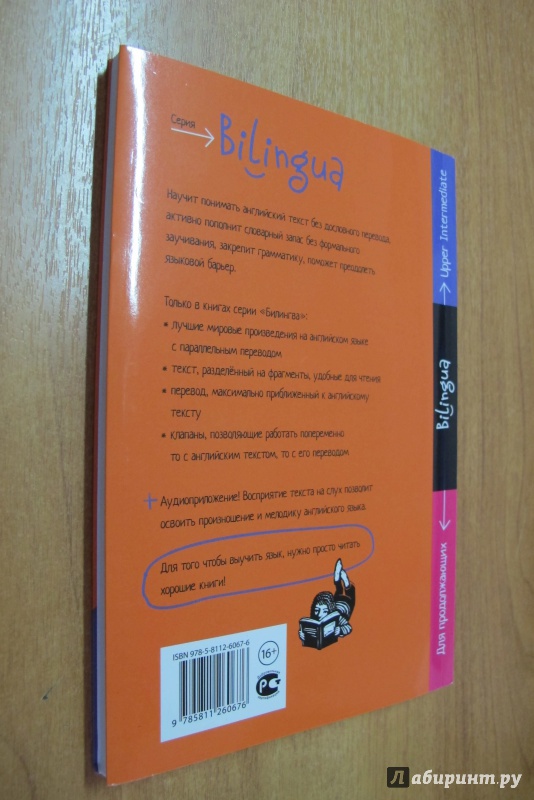 Серия
Bilingua
Научит понимать английский текст без дословного перевода,
активно пополнит словарный запас без формального
заучивания, закрепит грамматику, поможет преодолеть
языковой барьер.
Только в книгах серии «Билингва»:
• лучшие мировые произведения на английском языке
с параллельным переводом
• текст, разделённый на фрагменты, удобные для чтения
• перевод, максимально приближенный к английскому
тексту
• клапаны, позволяющие работать попеременно
то с английским текстом, то с его переводом
+ Аудиоприложение! Восприятие текста на слух позволит
освоить произношение и мелодику английского языка.
Для того чтобы выучить язык, нужно просто читать
хорошие книги!
ISBN 978-5-8112-6067-6
9 785811 260676
16+
Upper Intermediate
Bilingua
Для продолжающих
Лабиринт.ру